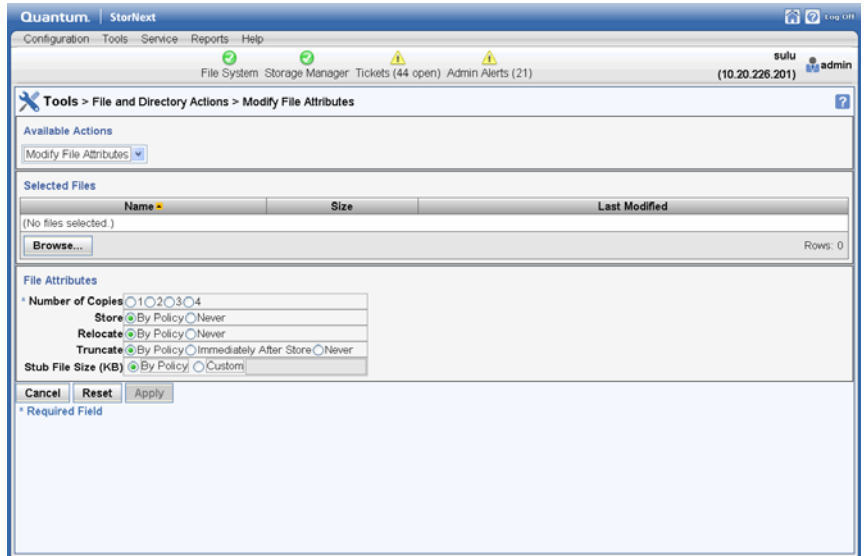 Quantum. StorNext Log Off
Configuration Tools Service Reports Help
File System Storage Manager Tickets (44 open) Admin Alerts (21)
sulu
(10.20.226.201)
admin
Tools > File and Directory Actions > Modify File Attributes ?
Available Actions
Modify File Attributes
Selected Files
Name Size Last Modified
(No files selected.)
Browse... Rows: 0
File Attributes
* Number of Copies 1 2 3 4
Store By Policy Never
Relocate By Policy Never
Truncate By Policy Immediately After Store Never
Stub File Size (KB) By Policy Custom
Cancel Reset Apply
* Required Field